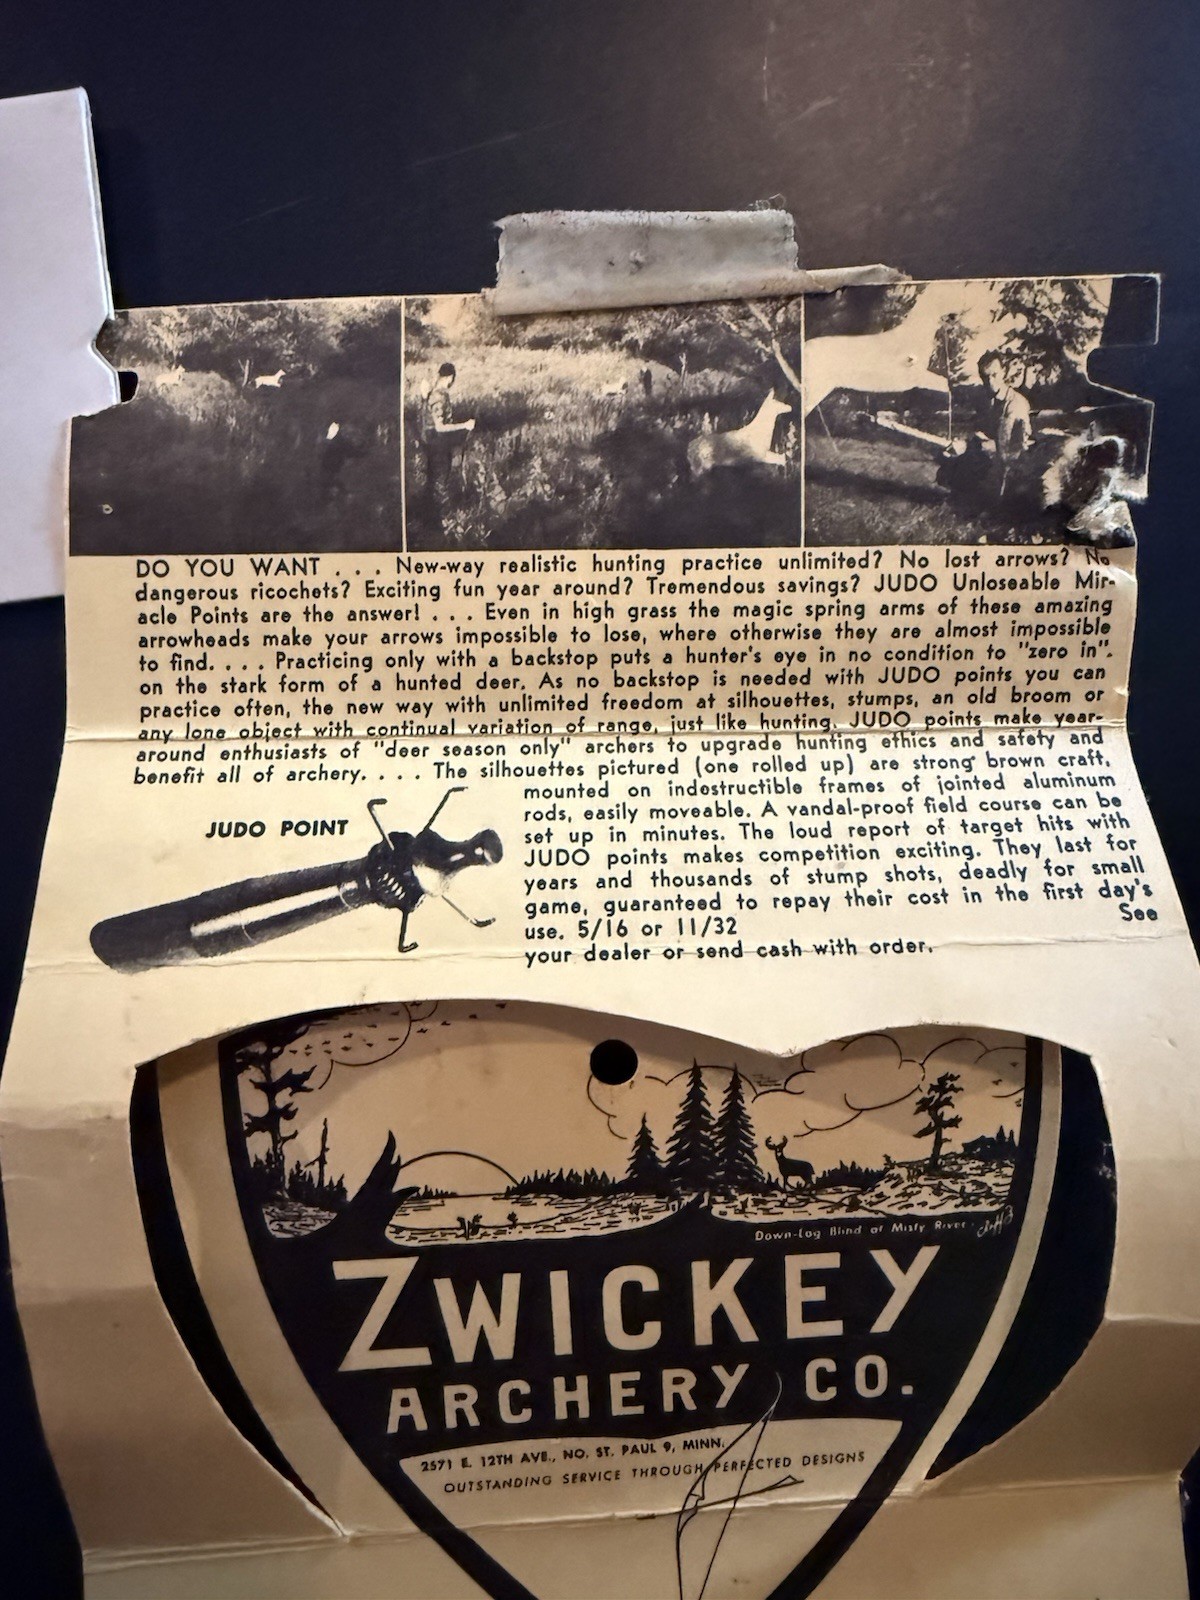 DO YOU WANT . . . New-way realistic hunting practice unlimited? No lost arrows? No
dangerous ricochets? Exciting fun year around? Tremendous savings? JUDO Unloseable Mir-
acle Points are the answer! . . . Even in high grass the magic spring arms of these amazing
arrowheads make your arrows impossible to lose, where otherwise they are almost impossible
to find. . . . Practicing only with a backstop puts a hunter's eye in no condition to "zero in".
on the stark form of a hunted deer. As no backstop is needed with JUDO points you can
practice often, the new way with unlimited freedom at silhouettes, stumps, an old broom or
any lone object with continual variation of range, just like hunting. JUDO points make year-
around enthusiasts of "deer season only" archers to upgrade hunting ethics and safety and
benefit all of archery. . . . The silhouettes pictured (one rolled up) are strong brown craft,
mounted on indestructible frames of jointed aluminum
rods, easily moveable. A vandal-proof field course can be
set up in minutes. The loud report of target hits with
JUDO points makes competition exciting. They last for
years and thousands of stump shots, deadly for small
game, guaranteed to repay their cost in the first day's
use. 5/16 or 11/32 See
your dealer or send cash with order.
JUDO POINT
Down-Log Blind at Misty River
ZWICKEY
ARCHERY CO.
2571 E. 12TH AVE., NO. ST. PAUL 9, MINN.
OUTSTANDING SERVICE THROUGH PERFECTED DESIGNS